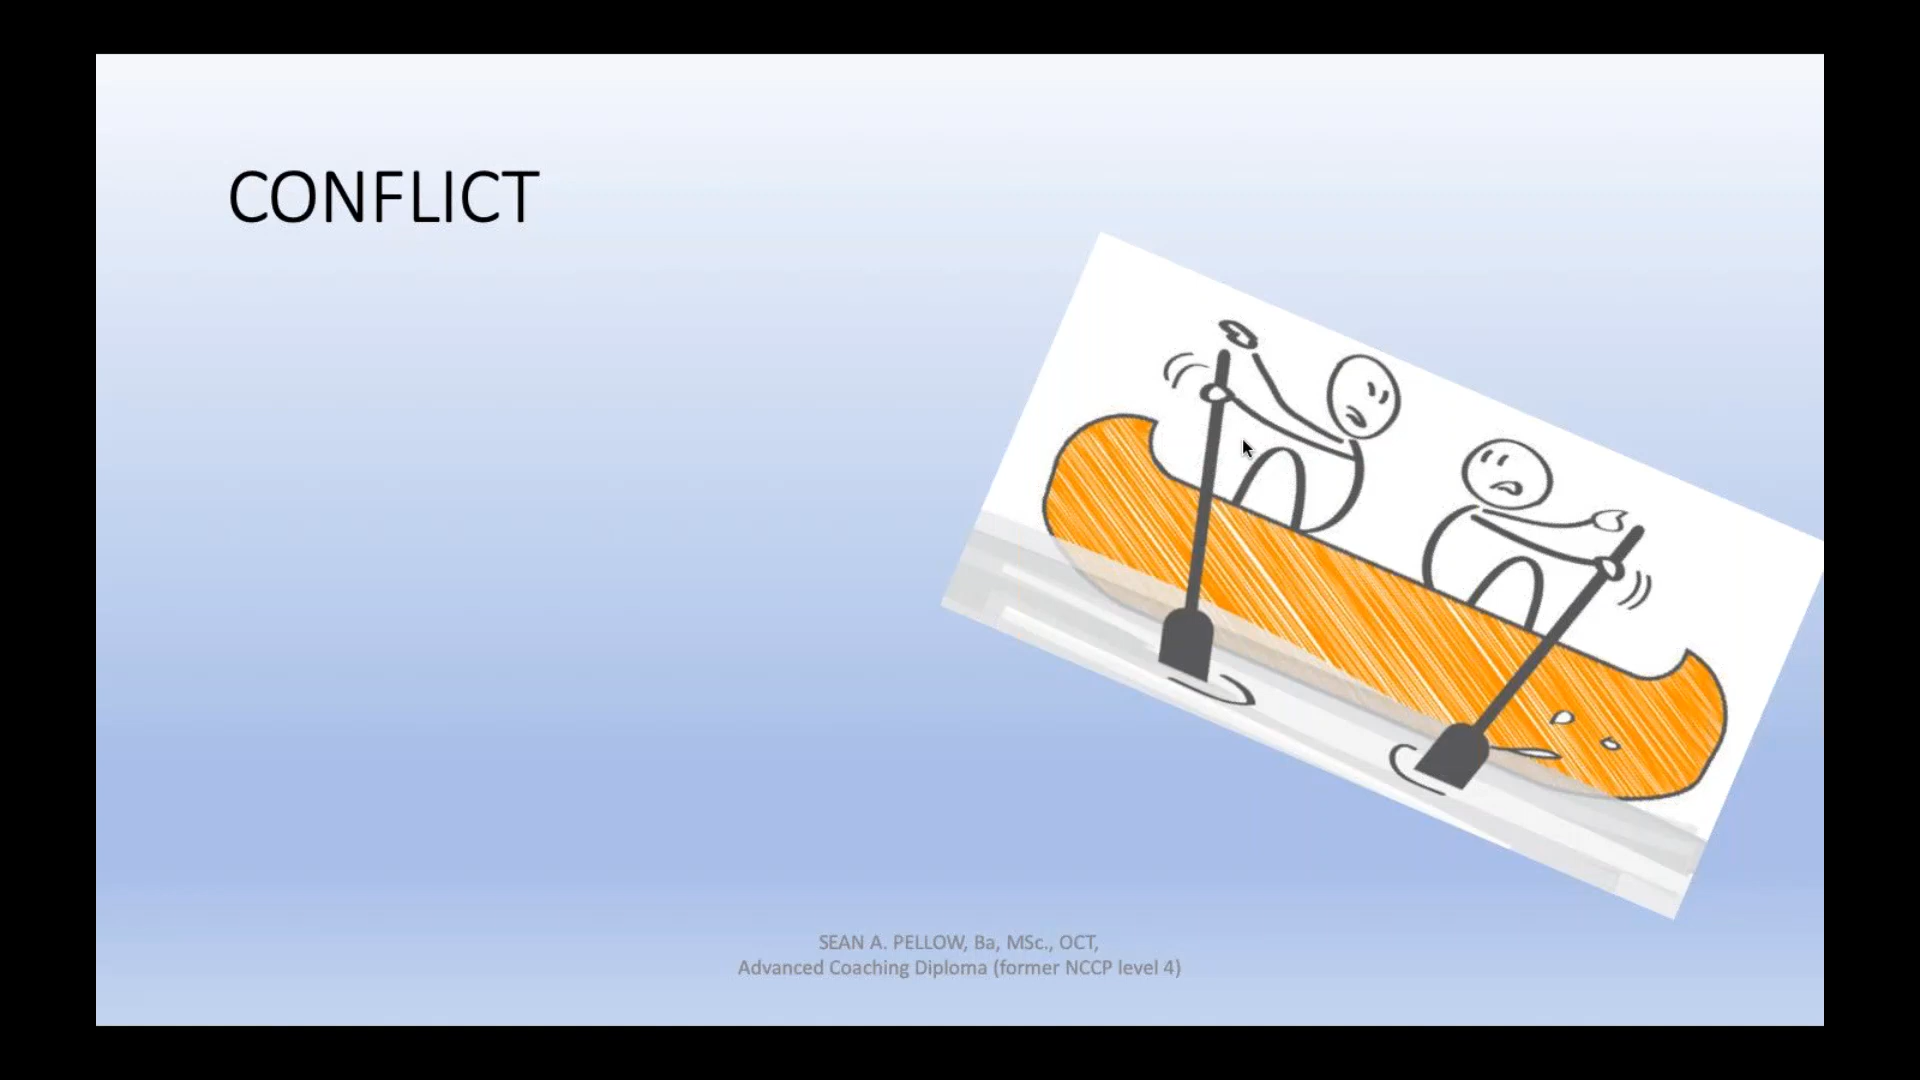 CONFLICT
SEAN A. PELLOW, Ba, MSc., OCT,
Advanced Coaching Diploma (former NCCP level 4)